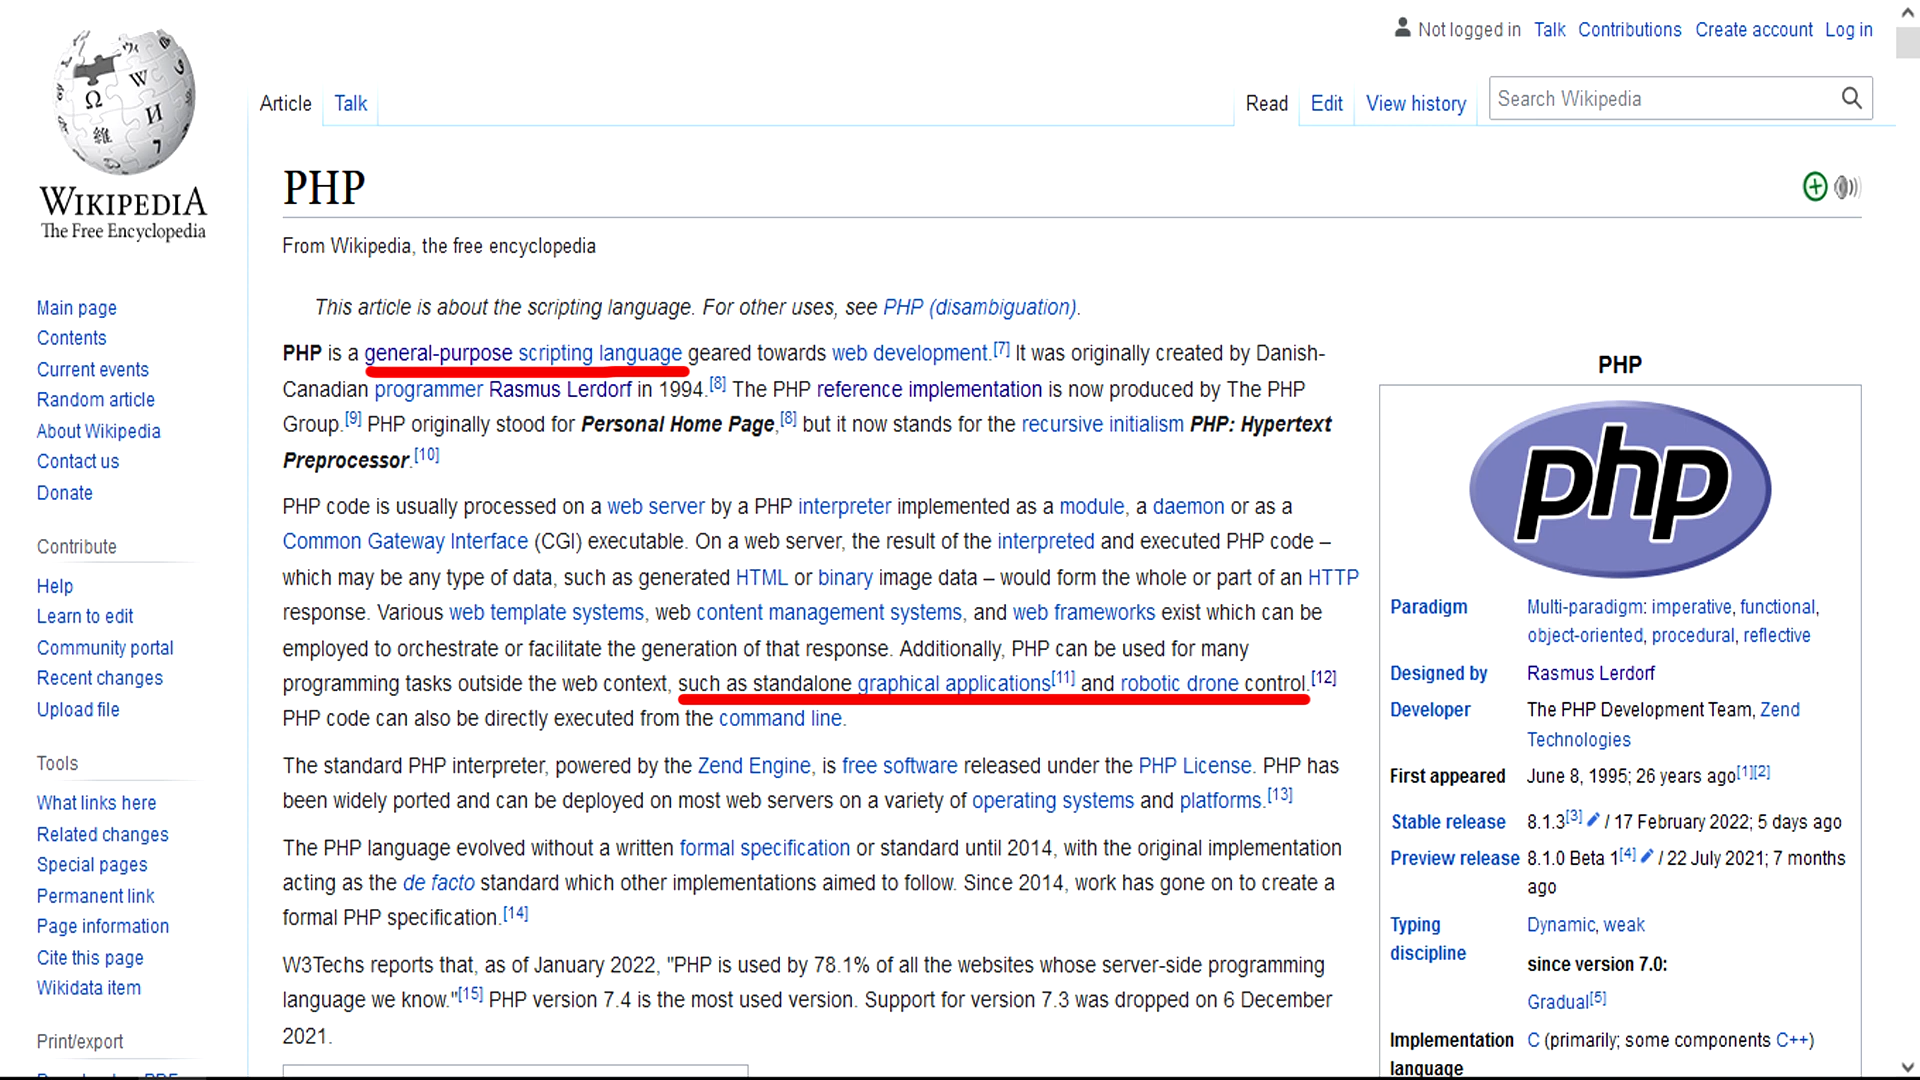 Not logged in Talk Contributions Create account Log in
Article Talk
Read Edit View history
Search Wikipedia
WIKIPEDIA
The Free Encyclopedia
Main page
Contents
Current events
Random article
About Wikipedia
Contact us
Donate
Contribute
Help
Learn to edit
Community portal
Recent changes
Upload file
Tools
What links here
Related changes
Special pages
Permanent link
Page information
Cite this page
Wikidata item
Print/export
PHP
From Wikipedia, the free encyclopedia
This article is about the scripting language. For other uses, see PHP (disambiguation).
PHP is a general-purpose scripting language geared towards web development.[7] It was originally created by Danish-
Canadian programmer Rasmus Lerdorf in 1994.[8] The PHP reference implementation is now produced by The PHP
Group.[9] PHP originally stood for Personal Home Page,[8] but it now stands for the recursive initialism PHP: Hypertext
Preprocessor.[10]
PHP code is usually processed on a web server by a PHP interpreter implemented as a module, a daemon or as a
Common Gateway Interface (CGI) executable. On a web server, the result of the interpreted and executed PHP code –
which may be any type of data, such as generated HTML or binary image data – would form the whole or part of an HTTP
response. Various web template systems, web content management systems, and web frameworks exist which can be
employed to orchestrate or facilitate the generation of that response. Additionally, PHP can be used for many
programming tasks outside the web context, such as standalone graphical applications[11] and robotic drone control.[12]
PHP code can also be directly executed from the command line.
The standard PHP interpreter, powered by the Zend Engine, is free software released under the PHP License. PHP has
been widely ported and can be deployed on most web servers on a variety of operating systems and platforms.[13]
The PHP language evolved without a written formal specification or standard until 2014, with the original implementation
acting as the de facto standard which other implementations aimed to follow. Since 2014, work has gone on to create a
formal PHP specification.[14]
W3Techs reports that, as of January 2022, "PHP is used by 78.1% of all the websites whose server-side programming
language we know."[15] PHP version 7.4 is the most used version. Support for version 7.3 was dropped on 6 December
2021.
PHP
php
Paradigm Multi-paradigm: imperative, functional,
object-oriented, procedural, reflective
Designed by Rasmus Lerdorf
Developer The PHP Development Team, Zend
Technologies
First appeared June 8, 1995; 26 years ago[1][2]
Stable release 8.1.3[3] / 17 February 2022; 5 days ago
Preview release 8.1.0 Beta 1[4] / 22 July 2021; 7 months
ago
Typing Dynamic, weak
discipline
since version 7.0:
Gradual[5]
Implementation C (primarily; some components C++)
language